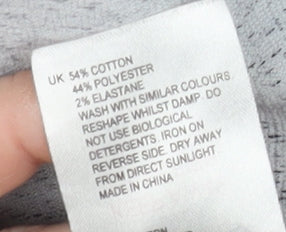 UK 54% COTTON
44% POLYESTER
2% ELASTANE
WASH WITH SIMILAR COLOURS
RESHAPE WHILST DAMP. DO
NOT USE BIOLOGICAL
DETERGENTS. IRON ON
REVERSE SIDE. DRY AWAY
FROM DIRECT SUNLIGHT
MADE IN CHINA